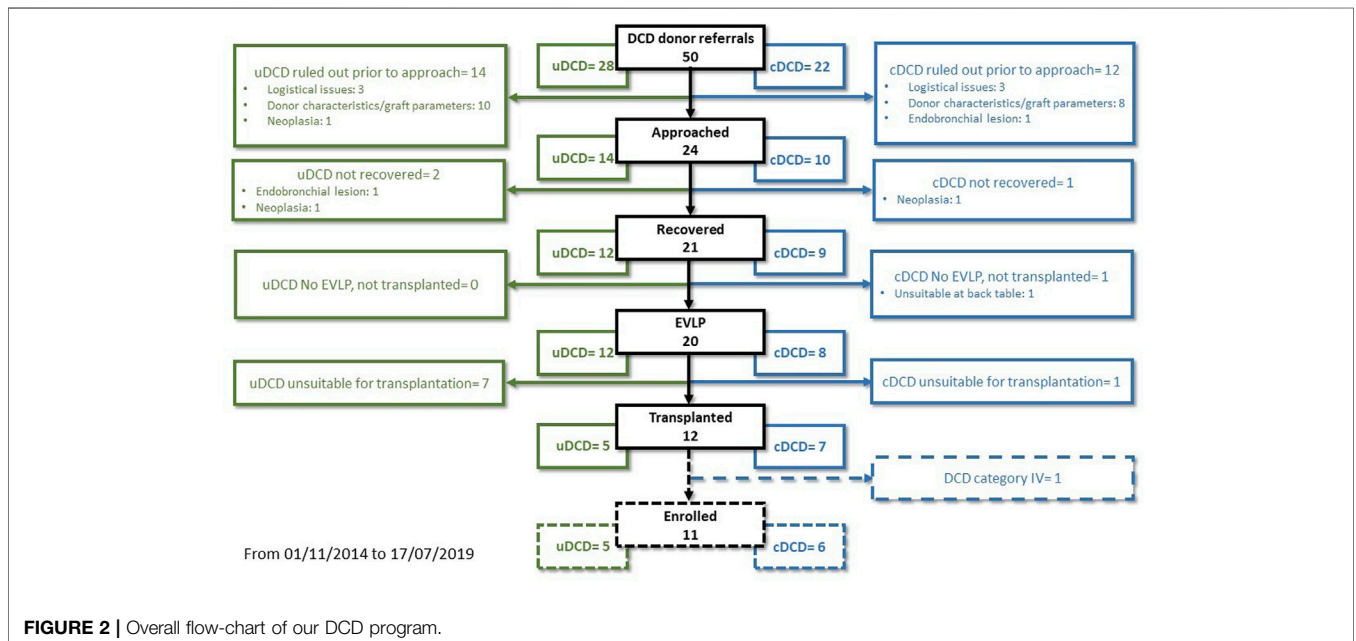 DCD donor referrals
50
uDCD= 28
cDCD= 22
uDCD ruled out prior to approach= 14
• Logistical issues: 3
• Donor characteristics/graft parameters: 10
• Neoplasia: 1
cDCD ruled out prior to approach= 12
• Logistical issues: 3
• Donor characteristics/graft parameters: 8
• Endobronchial lesion: 1
Approached
24
uDCD= 14
cDCD= 10
uDCD not recovered= 2
• Endobronchial lesion: 1
• Neoplasia: 1
cDCD not recovered= 1
• Neoplasia: 1
Recovered
21
uDCD= 12
cDCD= 9
uDCD No EVLP, not transplanted= 0
cDCD No EVLP, not transplanted= 1
• Unsuitable at back table: 1
EVLP
20
uDCD= 12
cDCD= 8
uDCD unsuitable for transplantation= 7
cDCD unsuitable for transplantation= 1
Transplanted
12
uDCD= 5
cDCD= 7
DCD category IV= 1
Enrolled
11
uDCD= 5
cDCD= 6
From 01/11/2014 to 17/07/2019
FIGURE 2 | Overall flow-chart of our DCD program.